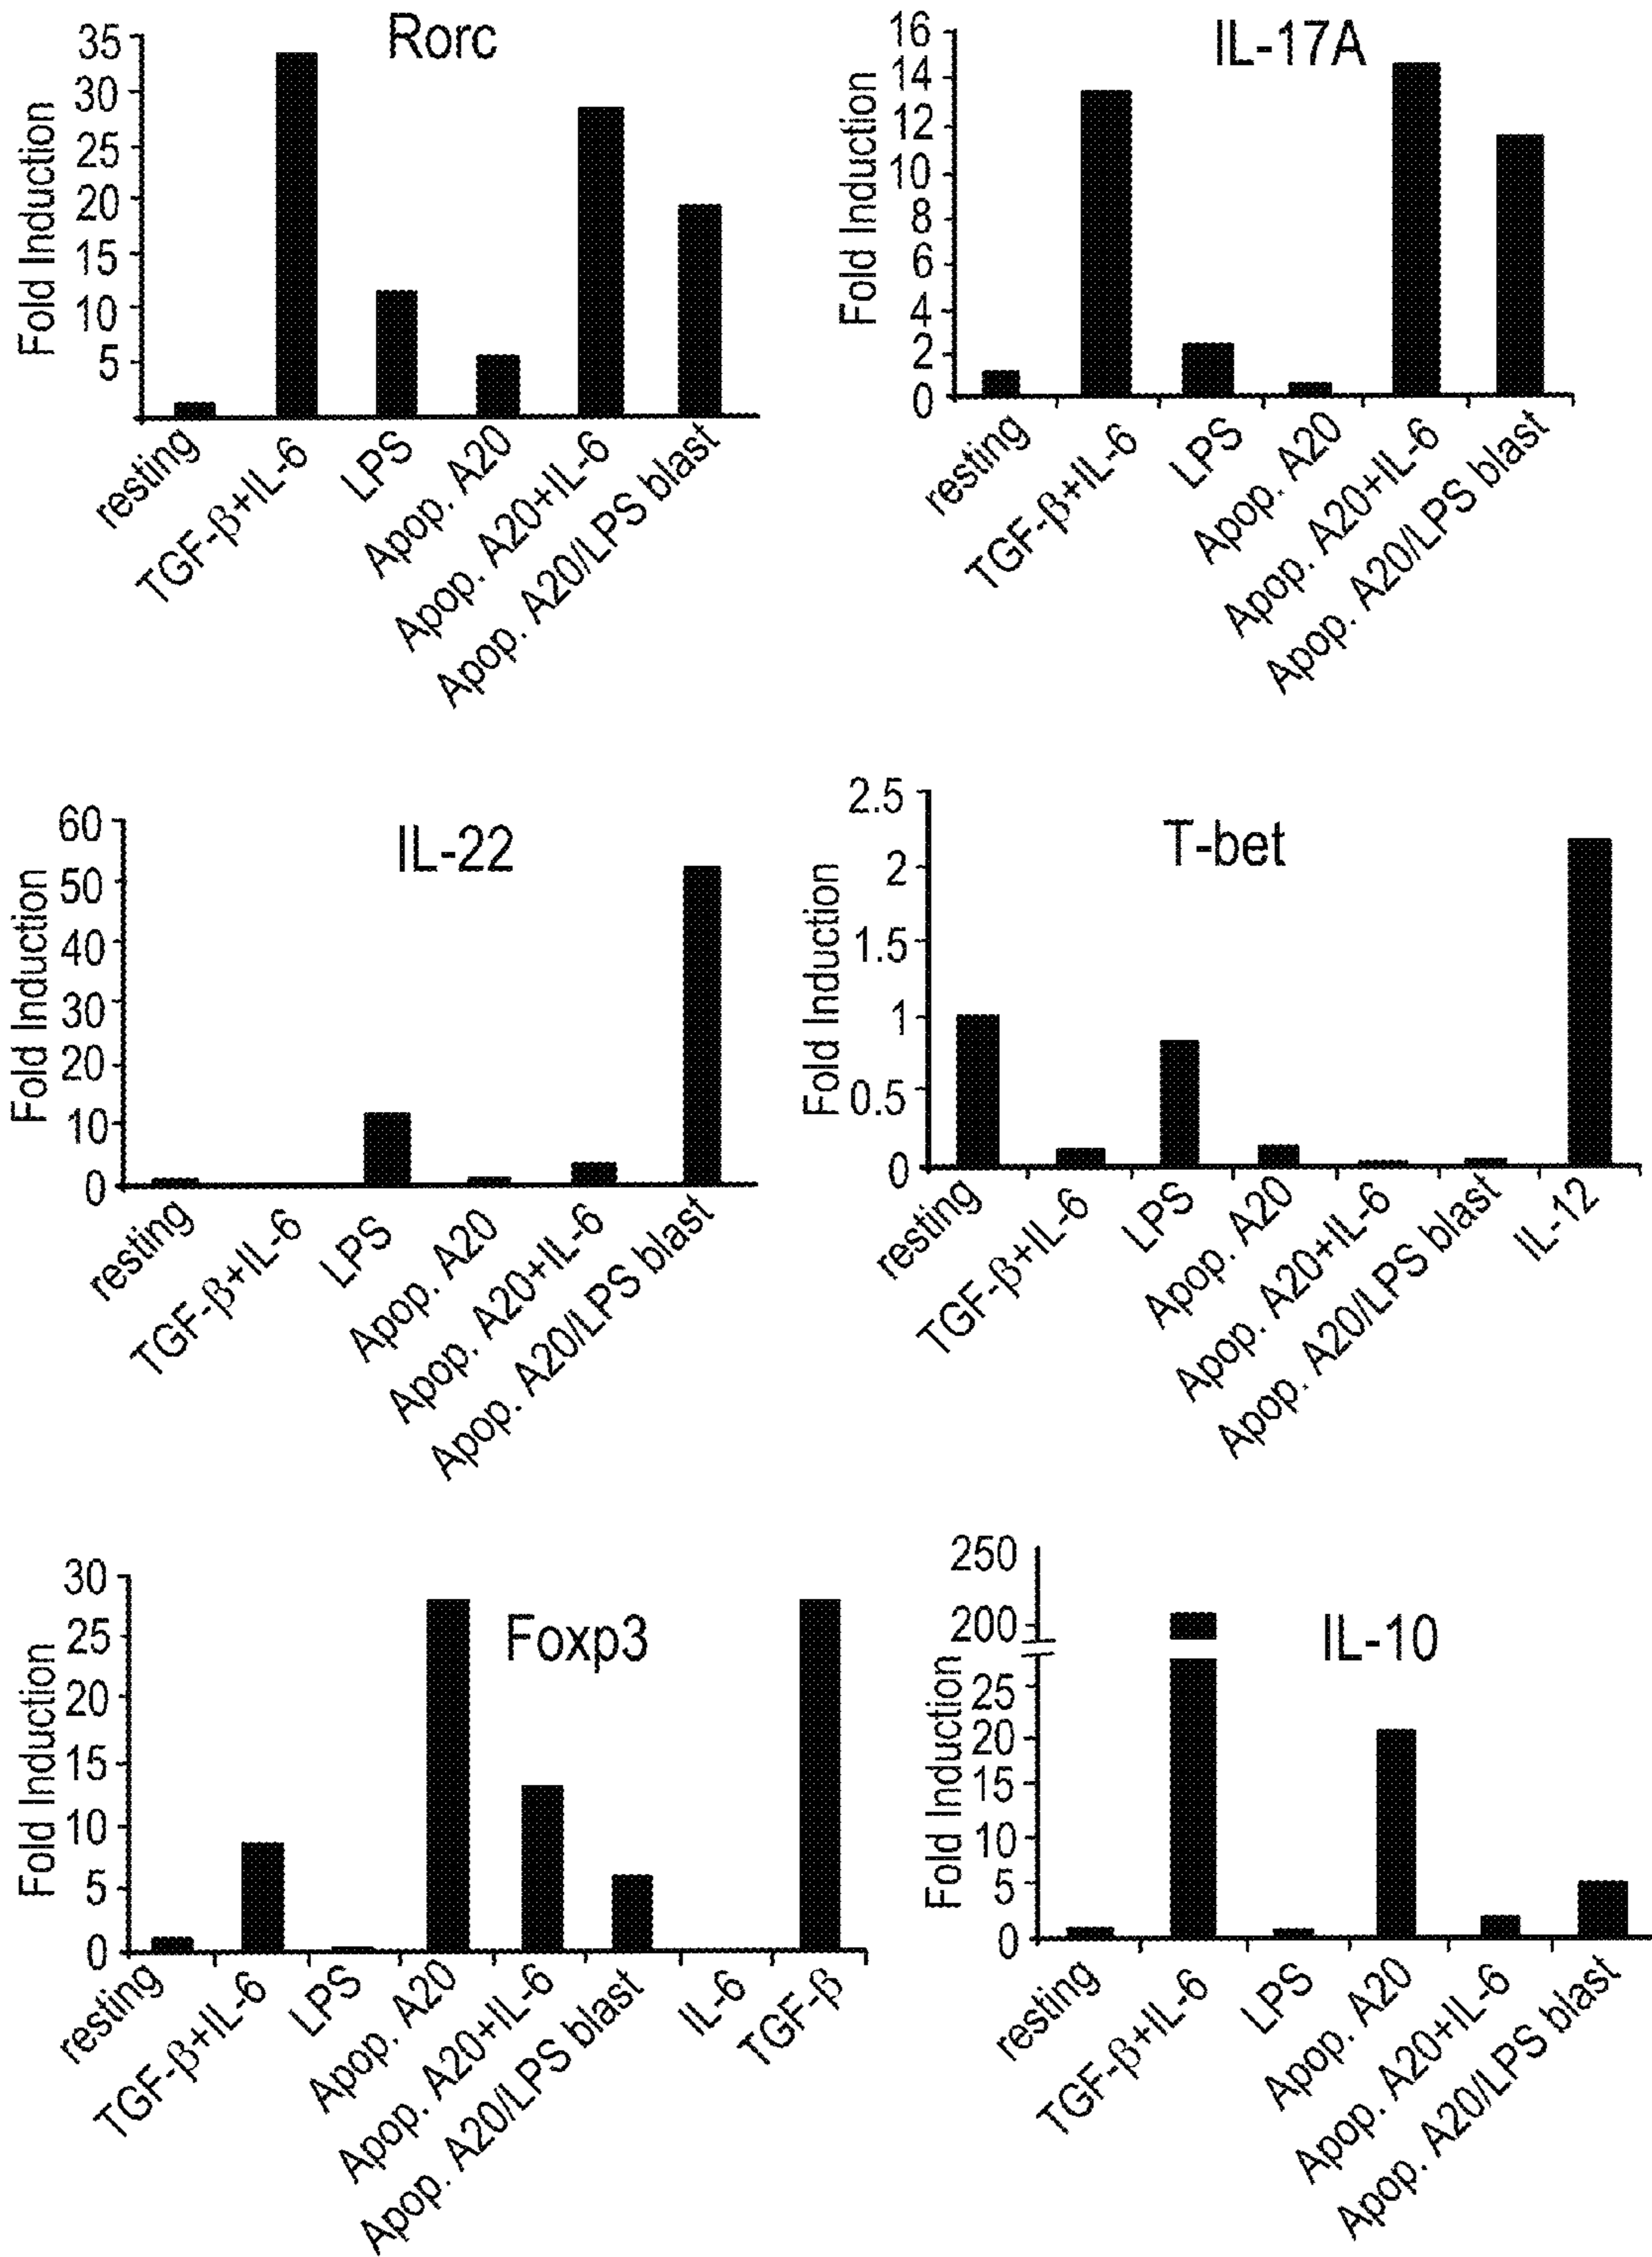 Rorc
Fold Induction
35
30
25
20
15
10
5
resting
TGF-β+IL-6
LPS
Apop. A20
Apop. A20+IL-6
Apop. A20/LPS blast
IL-17A
Fold Induction
16
14
12
10
8
6
4
2
0
resting
TGF-β+IL-6
LPS
Apop. A20
Apop. A20+IL-6
Apop. A20/LPS blast
IL-22
Fold Induction
60
50
40
30
20
10
0
resting
TGF-β+IL-6
LPS
Apop. A20
Apop. A20+IL-6
Apop. A20/LPS blast
T-bet
Fold Induction
2.5
2
1.5
1
0.5
0
resting
TGF-β+IL-6
LPS
Apop. A20
Apop. A20+IL-6
Apop. A20/LPS blast
IL-12
Foxp3
Fold Induction
30
25
20
15
10
5
0
resting
TGF-β+IL-6
LPS
Apop. A20
Apop. A20+IL-6
Apop. A20/LPS blast
IL-6
TGF-β
IL-10
Fold Induction
250
200
25
20
15
10
5
0
resting
TGF-β+IL-6
LPS
Apop. A20
Apop. A20+IL-6
Apop. A20/LPS blast